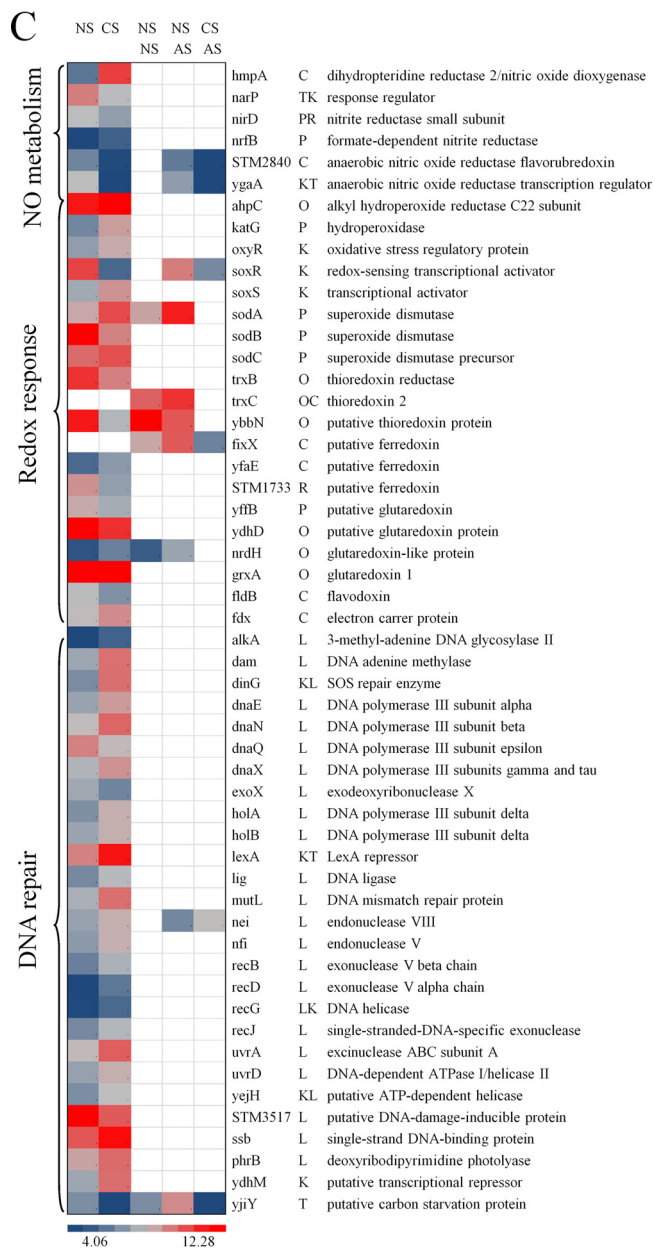 C
NS CS NS NS CS
NS AS AS
NO metabolism
hmpA C dihydropteridine reductase 2/nitric oxide dioxygenase
narP TK response regulator
nirD PR nitrite reductase small subunit
nrfB P formate-dependent nitrite reductase
STM2840 C anaerobic nitric oxide reductase flavorubredoxin
ygaA KT anaerobic nitric oxide reductase transcription regulator
Redox response
ahpC O alkyl hydroperoxide reductase C22 subunit
katG P hydroperoxidase
oxyR K oxidative stress regulatory protein
soxR K redox-sensing transcriptional activator
soxS K transcriptional activator
sodA P superoxide dismutase
sodB P superoxide dismutase
sodC P superoxide dismutase precursor
trxB O thioredoxin reductase
trxC OC thioredoxin 2
ybbN O putative thioredoxin protein
fixX C putative ferredoxin
yfaE C putative ferredoxin
STM1733 R putative ferredoxin
yffB P putative glutaredoxin
ydhD O putative glutaredoxin protein
nrdH O glutaredoxin-like protein
grxA O glutaredoxin 1
fldB C flavodoxin
fdx C electron carrer protein
DNA repair
alkA L 3-methyl-adenine DNA glycosylase II
dam L DNA adenine methylase
dinG KL SOS repair enzyme
dnaE L DNA polymerase III subunit alpha
dnaN L DNA polymerase III subunit beta
dnaQ L DNA polymerase III subunit epsilon
dnaX L DNA polymerase III subunits gamma and tau
exoX L exodeoxyribonuclease X
holA L DNA polymerase III subunit delta
holB L DNA polymerase III subunit delta
lexA KT LexA repressor
lig L DNA ligase
mutL L DNA mismatch repair protein
nei L endonuclease VIII
nfi L endonuclease V
recB L exonuclease V beta chain
recD L exonuclease V alpha chain
recG LK DNA helicase
recJ L single-stranded-DNA-specific exonuclease
uvrA L excinuclease ABC subunit A
uvrD L DNA-dependent ATPase I/helicase II
yejH KL putative ATP-dependent helicase
STM3517 L putative DNA-damage-inducible protein
ssb L single-strand DNA-binding protein
phrB L deoxyribodipyrimidine photolyase
ydhM K putative transcriptional repressor
yjiY T putative carbon starvation protein
4.06 12.28